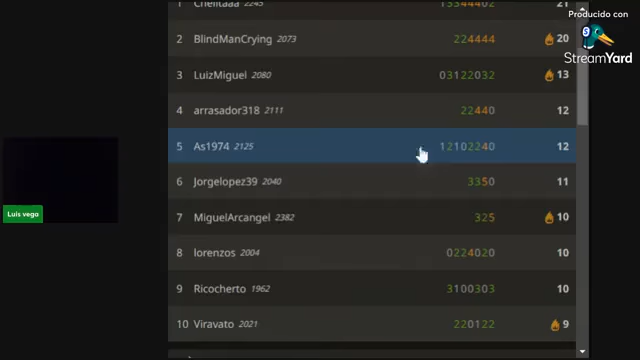 Producido con
StreamYard
1 Chelitaaa 2245 13344402 21
2 BlindManCrying 2073 224444 20
3 LuizMiguel 2080 03122032 13
4 arrasador318 2111 22440 12
5 As1974 2125 12102240 12
6 Jorgelopez39 2040 3350 11
7 MiguelArcangel 2382 325 10
8 lorenzos 2004 0224020 10
9 Ricocherto 1962 3100303 10
10 Viravato 2021 220122 9
Luis vega